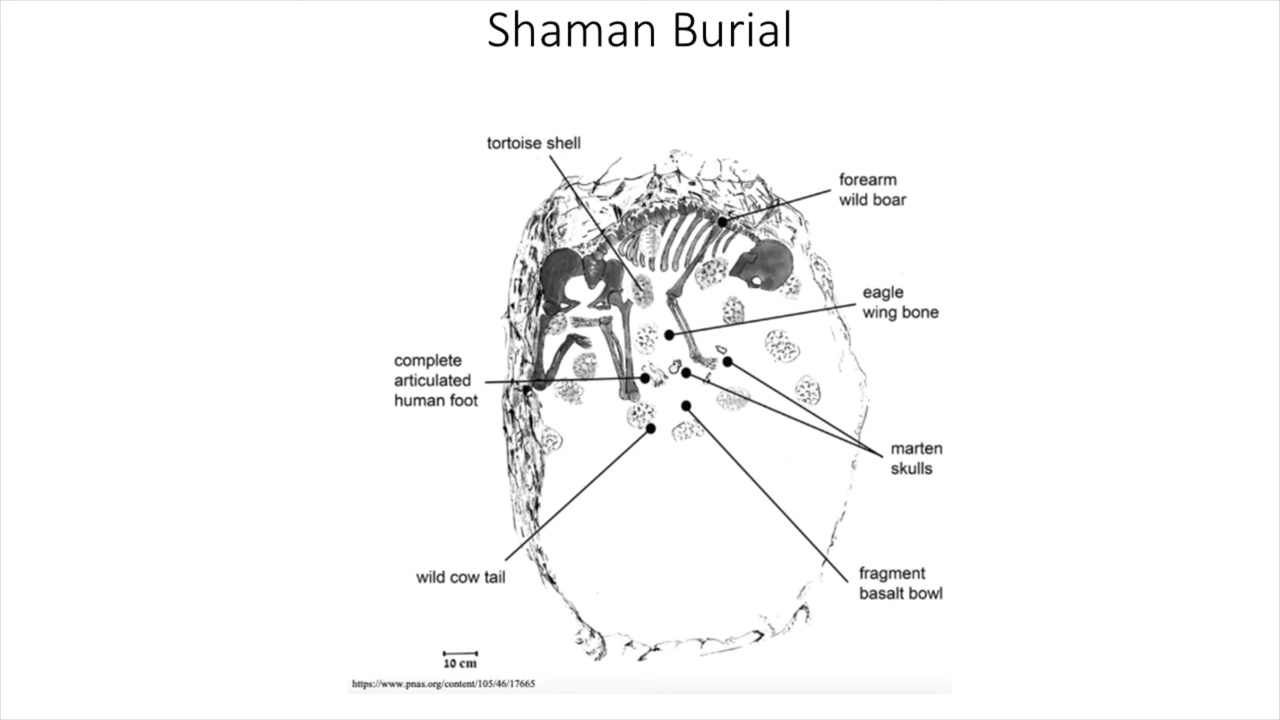 Shaman Burial
tortoise shell
forearm
wild boar
eagle
wing bone
complete
articulated
human foot
marten
skulls
wild cow tail
fragment
basalt bowl
10 cm
https://www.pnas.org/content/105/46/17665